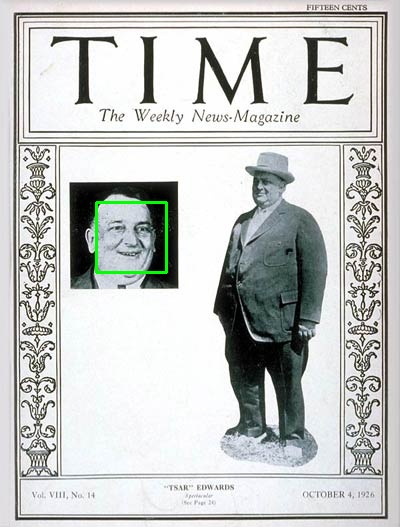 FIFTEEN CENTS
TIME
The Weekly News-Magazine
"TSAR" EDWARDS
Spectacular
(See Page 24)
Vol. VIII, No. 14
OCTOBER 4, 1926